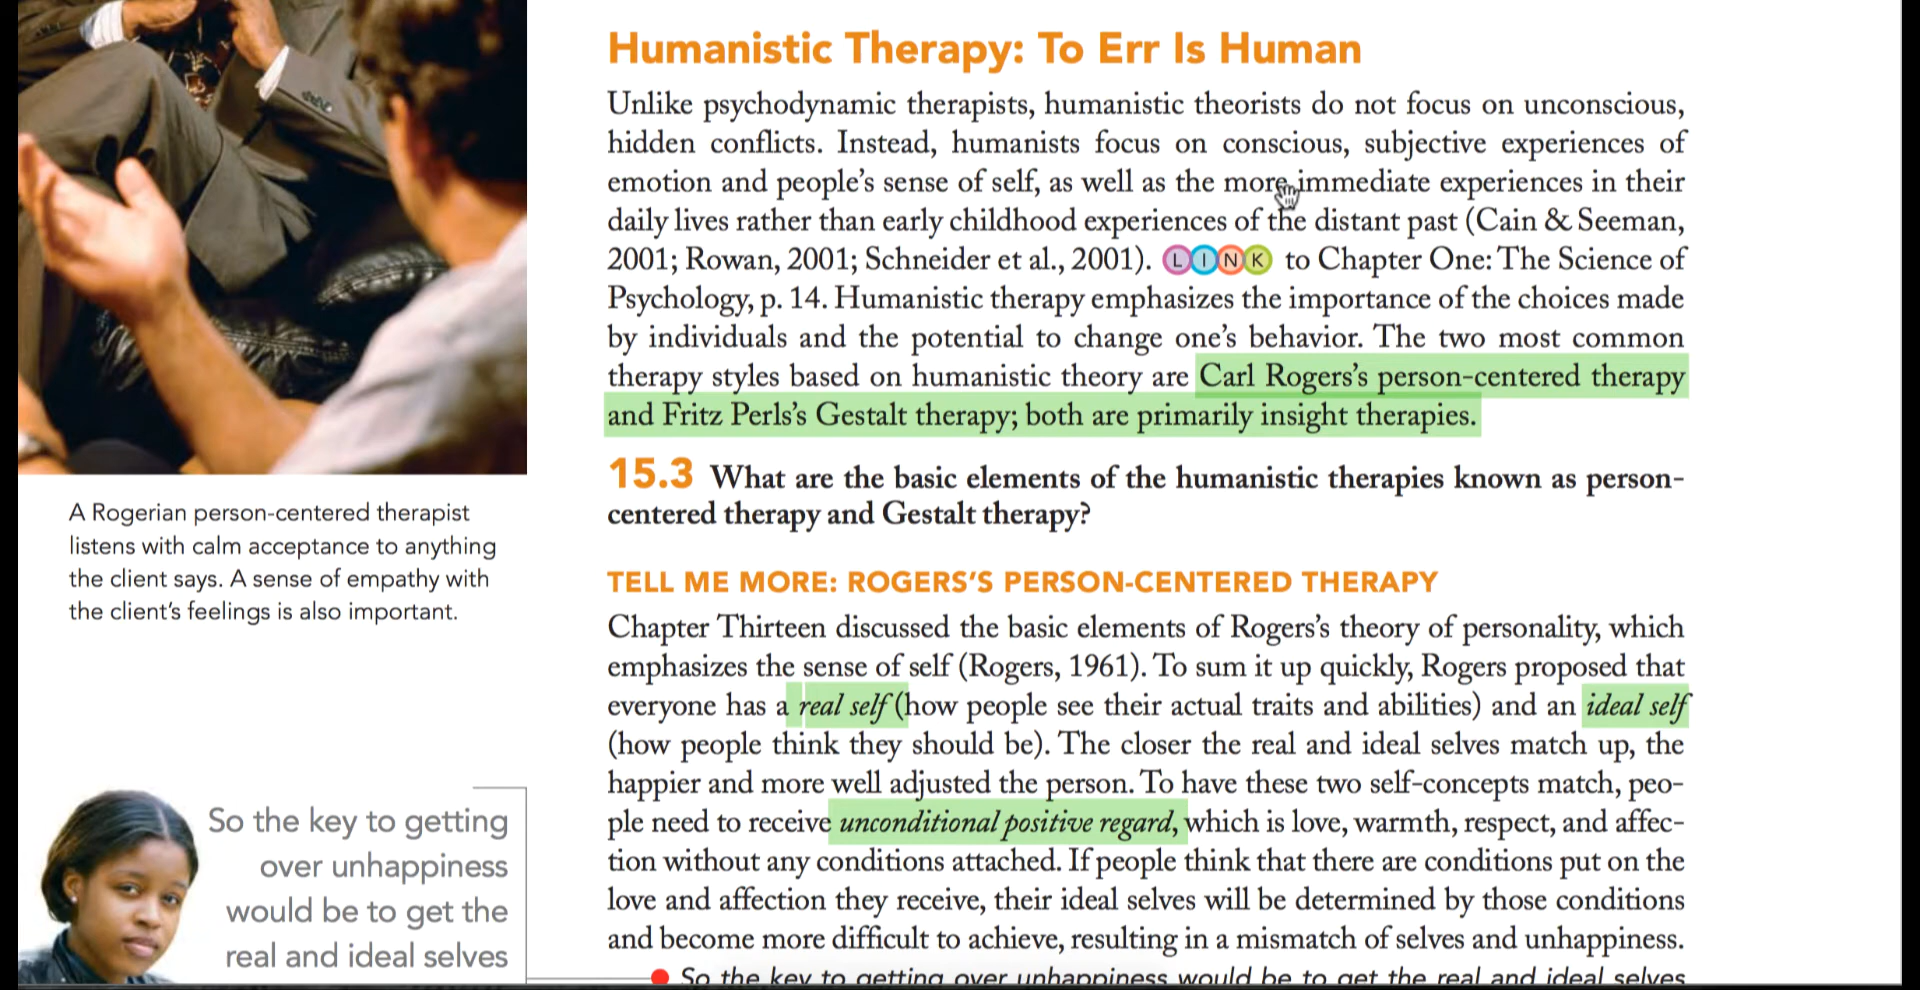 Humanistic Therapy: To Err Is Human
Unlike psychodynamic therapists, humanistic theorists do not focus on unconscious,
hidden conflicts. Instead, humanists focus on conscious, subjective experiences of
emotion and people's sense of self, as well as the more immediate experiences in their
daily lives rather than early childhood experiences of the distant past (Cain & Seeman,
2001; Rowan, 2001; Schneider et al., 2001). LINK to Chapter One: The Science of
Psychology, p. 14. Humanistic therapy emphasizes the importance of the choices made
by individuals and the potential to change one's behavior. The two most common
therapy styles based on humanistic theory are Carl Rogers's person-centered therapy
and Fritz Perls's Gestalt therapy; both are primarily insight therapies.
15.3 What are the basic elements of the humanistic therapies known as person-
centered therapy and Gestalt therapy?
TELL ME MORE: ROGERS'S PERSON-CENTERED THERAPY
Chapter Thirteen discussed the basic elements of Rogers's theory of personality, which
emphasizes the sense of self (Rogers, 1961). To sum it up quickly, Rogers proposed that
everyone has a real self (how people see their actual traits and abilities) and an ideal self
(how people think they should be). The closer the real and ideal selves match up, the
happier and more well adjusted the person. To have these two self-concepts match, peo-
ple need to receive unconditional positive regard, which is love, warmth, respect, and affec-
tion without any conditions attached. If people think that there are conditions put on the
love and affection they receive, their ideal selves will be determined by those conditions
and become more difficult to achieve, resulting in a mismatch of selves and unhappiness.
So the key to getting over unhappiness would be to get the real and ideal selves
A Rogerian person-centered therapist
listens with calm acceptance to anything
the client says. A sense of empathy with
the client's feelings is also important.
So the key to getting
over unhappiness
would be to get the
real and ideal selves